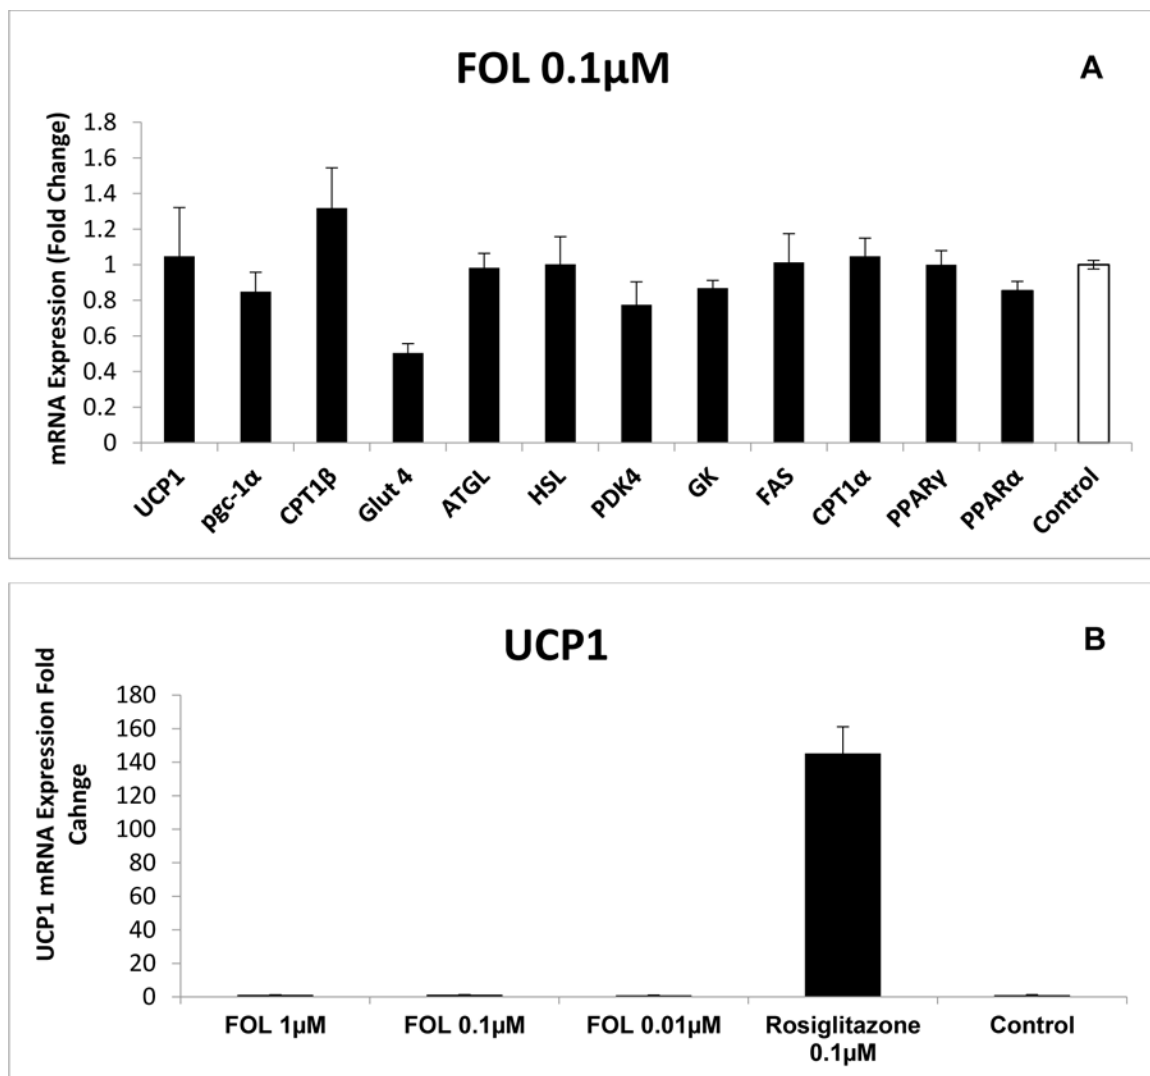 FOL 0.1µM
A
mRNA Expression (Fold Change)
1.8
1.6
1.4
1.2
1
0.8
0.6
0.4
0.2
0
UCP1
pgc-1α
CPT1β
Glut 4
ATGL
HSL
PDK4
GK
FAS
CPT1α
PPARγ
PPARα
Control
UCP1
B
UCP1 mRNA Expression Fold
Cahnge
180
160
140
120
100
80
60
40
20
0
FOL 1µM
FOL 0.1µM
FOL 0.01µM
Rosiglitazone
0.1µM
Control